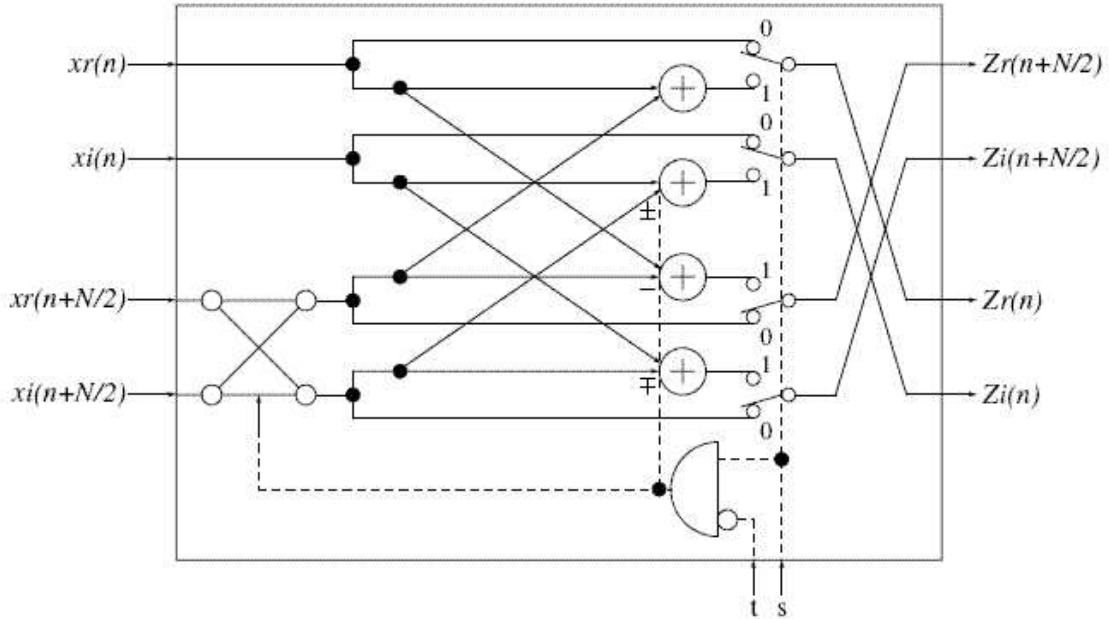 0
xr(n)
Zr(n+N/2)
+
1
0
xi(n)
Zi(n+N/2)
+
1
±
1
+
xr(n+N/2)
−
Zr(n)
0
1
+
∓
xi(n+N/2)
Zi(n)
0
t s